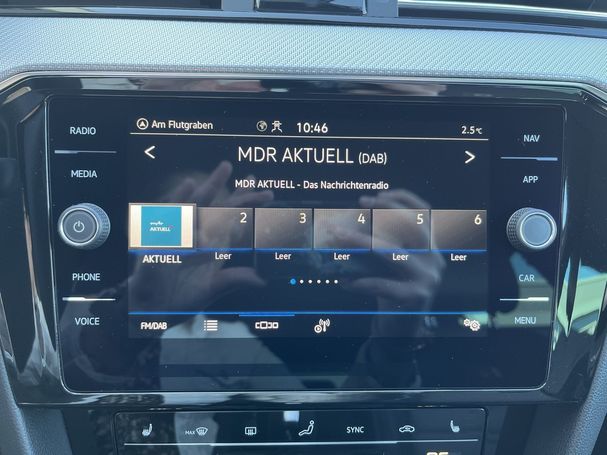 Am Flutgraben 10:46 2.5°C
MDR AKTUELL (DAB)
MDR AKTUELL - Das Nachrichtenradio
AKTUELL 2 3 4 5 6
AKTUELL Leer Leer Leer Leer Leer
FM/DAB
RADIO
MEDIA
PHONE
VOICE
NAV
APP
CAR
MENU
MAX SYNC